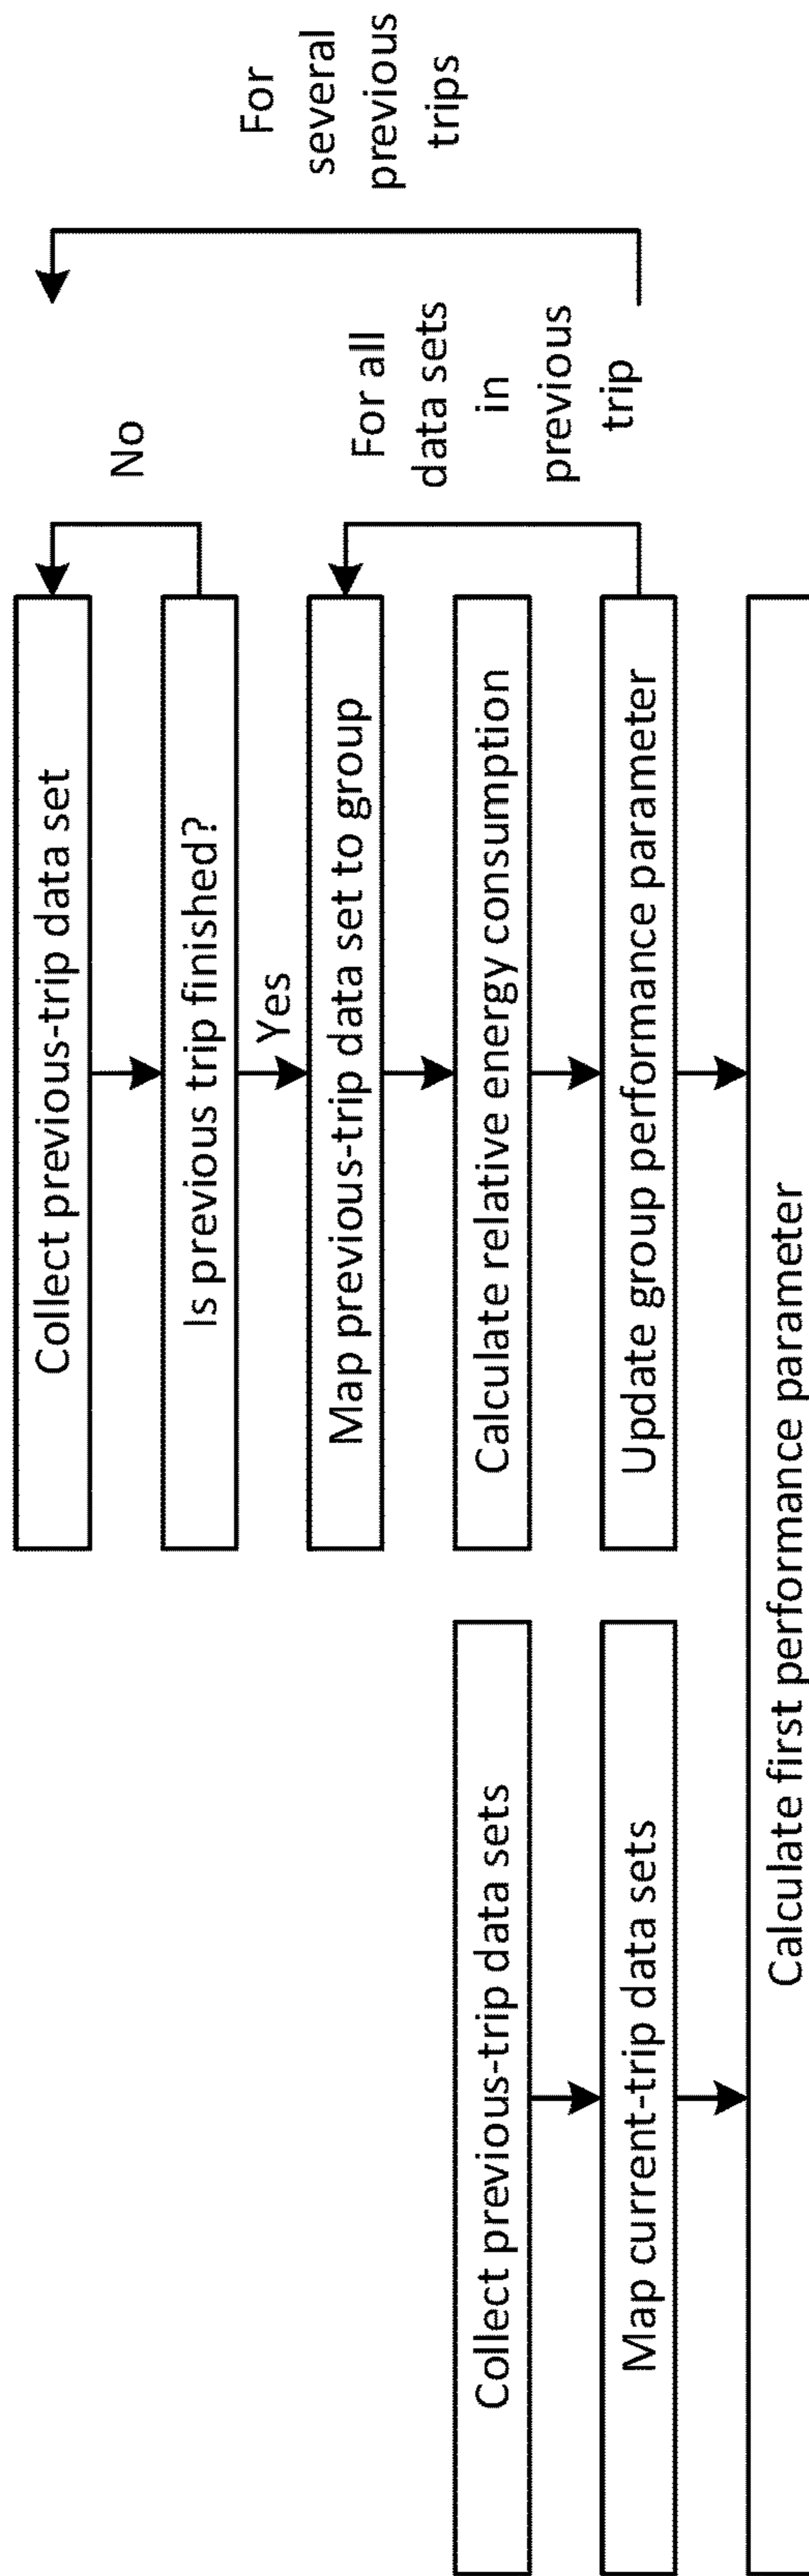 Collect previous-trip data set
No
For
several
previous
trips
Is previous trip finished?
Yes
Map previous-trip data set to group
For all
data sets
in
previous
trip
Collect previous-trip data sets
Calculate relative energy consumption
Map current-trip data sets
Update group performance parameter
Calculate first performance parameter